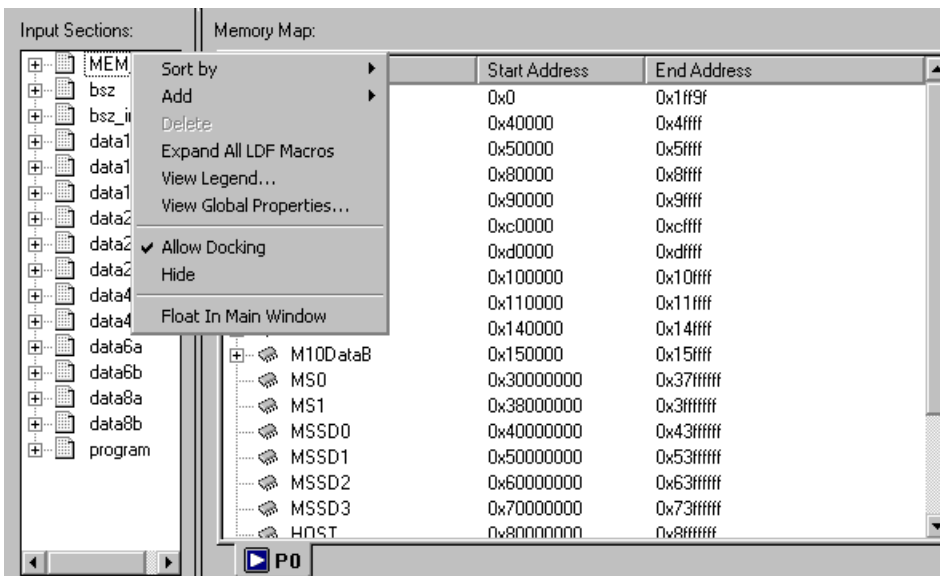 Input Sections:
Memory Map:
MEM_
bsz
bsz_i
data1
data1
data1
data2
data2
data2
data4
data4
data6a
data6b
data8a
data8b
program
Sort by
Add
Delete
Expand All LDF Macros
View Legend...
View Global Properties...
Allow Docking
Hide
Float In Main Window
Start Address End Address
0x0 0x1ff9f
0x40000 0x4ffff
0x50000 0x5ffff
0x80000 0x8ffff
0x90000 0x9ffff
0xc0000 0xcffff
0xd0000 0xdffff
0x100000 0x10ffff
0x110000 0x11ffff
0x140000 0x14ffff
M10DataB 0x150000 0x15ffff
MS0 0x30000000 0x37ffffff
MS1 0x38000000 0x3fffffff
MSSD0 0x40000000 0x43ffffff
MSSD1 0x50000000 0x53ffffff
MSSD2 0x60000000 0x63ffffff
MSSD3 0x70000000 0x73ffffff
HOST 0x80000000 0x8fffffff
P0